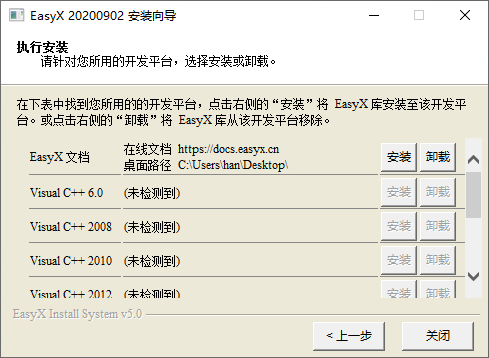 EasyX 20200902 安装向导
执行安装
请针对您所用的开发平台，选择安装或卸载。
在下表中找到您所用的的开发平台，点击右侧的“安装”将 EasyX 库安装至该开发平
台。或点击右侧的“卸载”将 EasyX 库从该开发平台移除。
EasyX 文档 在线文档 https://docs.easyx.cn 安装 卸载
桌面路径 C:\Users\han\Desktop\
Visual C++ 6.0 (未检测到) 安装 卸载
Visual C++ 2008 (未检测到) 安装 卸载
Visual C++ 2010 (未检测到) 安装 卸载
Visual C++ 2012 (未检测到) 安装 卸载
EasyX Install System v5.0
< 上一步 关闭